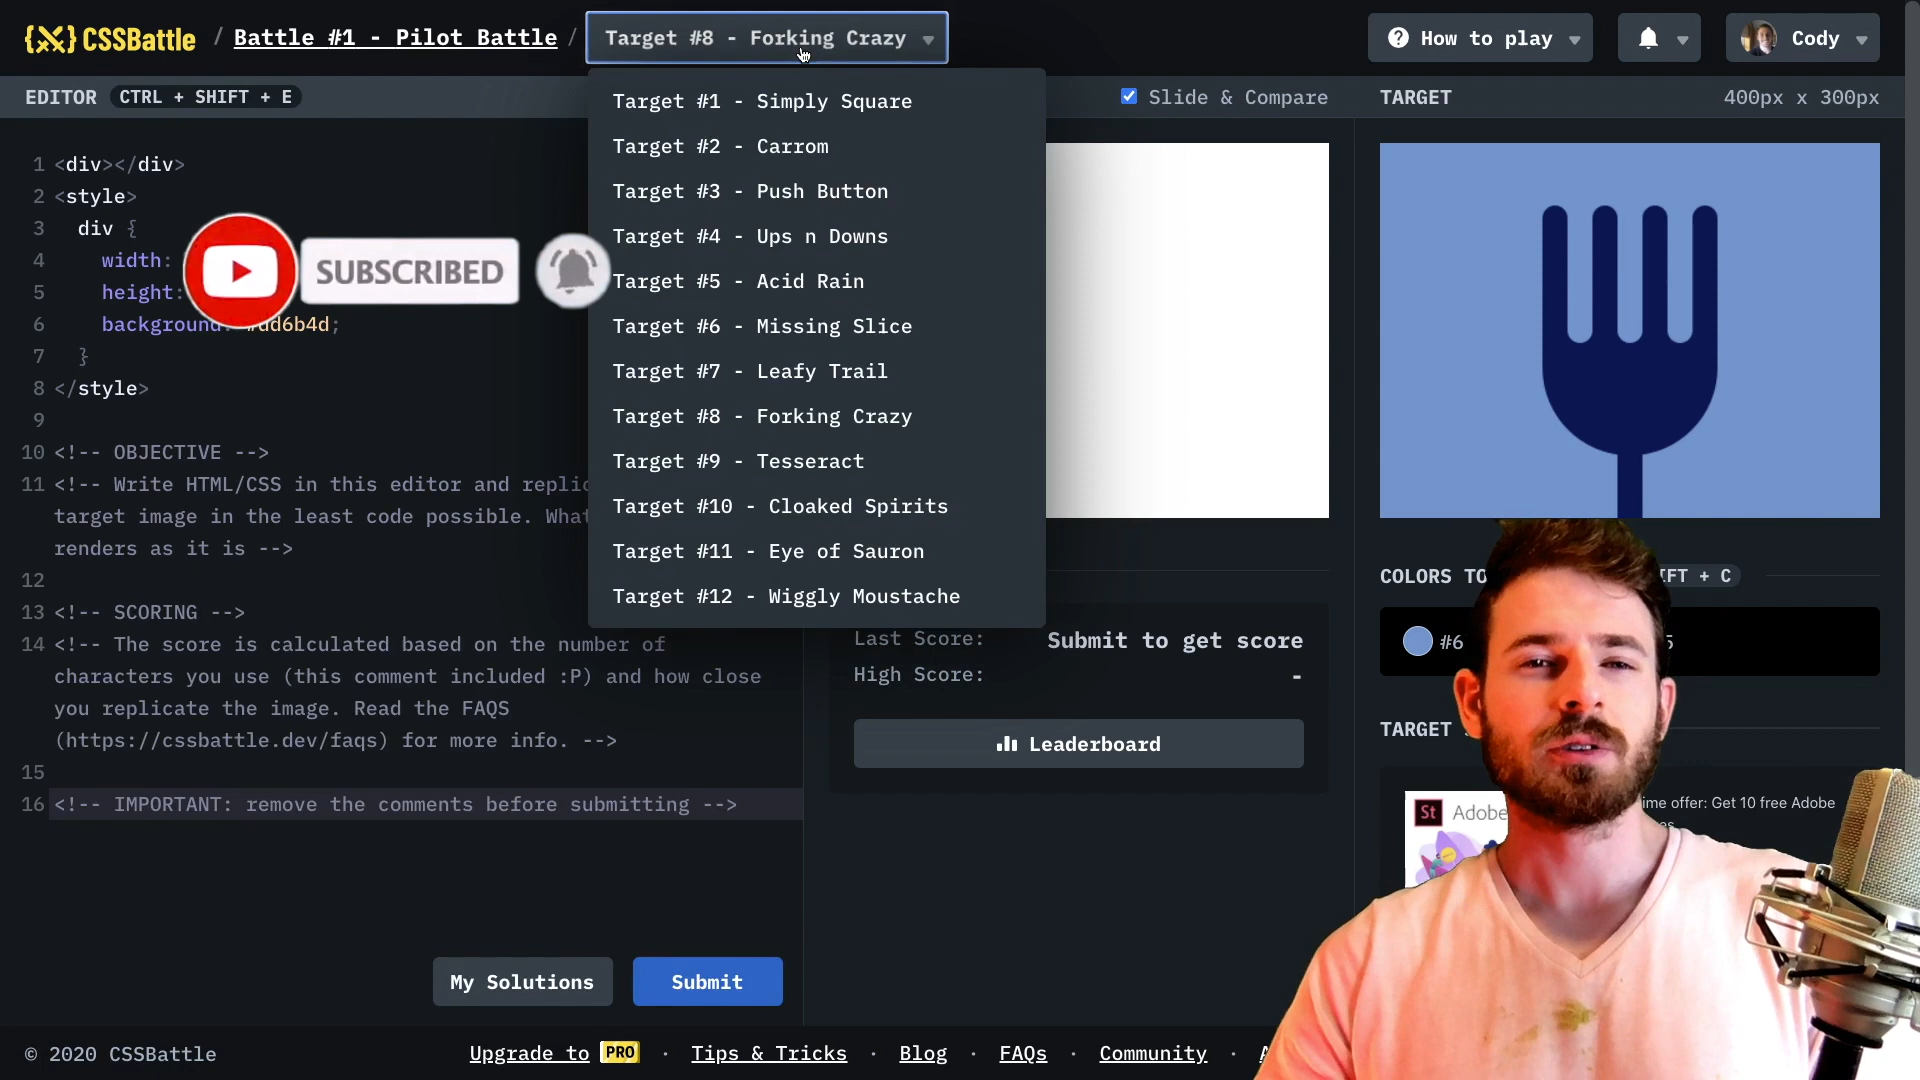 CSSBattle / Battle #1 - Pilot Battle / Target #8 - Forking Crazy
How to play
Cody
EDITOR CTRL + SHIFT + E
Slide & Compare
TARGET 400px x 300px
Target #1 - Simply Square
Target #2 - Carrom
Target #3 - Push Button
Target #4 - Ups n Downs
Target #5 - Acid Rain
Target #6 - Missing Slice
Target #7 - Leafy Trail
Target #8 - Forking Crazy
Target #9 - Tesseract
Target #10 - Cloaked Spirits
Target #11 - Eye of Sauron
Target #12 - Wiggly Moustache
1 <div></div>
2 <style>
3 div {
4 width:
5 height:
6 background: #dd6b4d;
7 }
8 </style>
9
10 <!-- OBJECTIVE -->
11 <!-- Write HTML/CSS in this editor and replic
target image in the least code possible. What
renders as it is -->
12
13 <!-- SCORING -->
14 <!-- The score is calculated based on the number of
characters you use (this comment included :P) and how close
you replicate the image. Read the FAQS
(https://cssbattle.dev/faqs) for more info. -->
15
16 <!-- IMPORTANT: remove the comments before submitting -->
SUBSCRIBED
Last Score: Submit to get score
High Score: -
Leaderboard
COLORS TO IFT + C
#6 5
TARGET
St Adobe
ime offer: Get 10 free Adobe
es.
My Solutions
Submit
© 2020 CSSBattle
Upgrade to PRO · Tips & Tricks · Blog · FAQs · Community ·